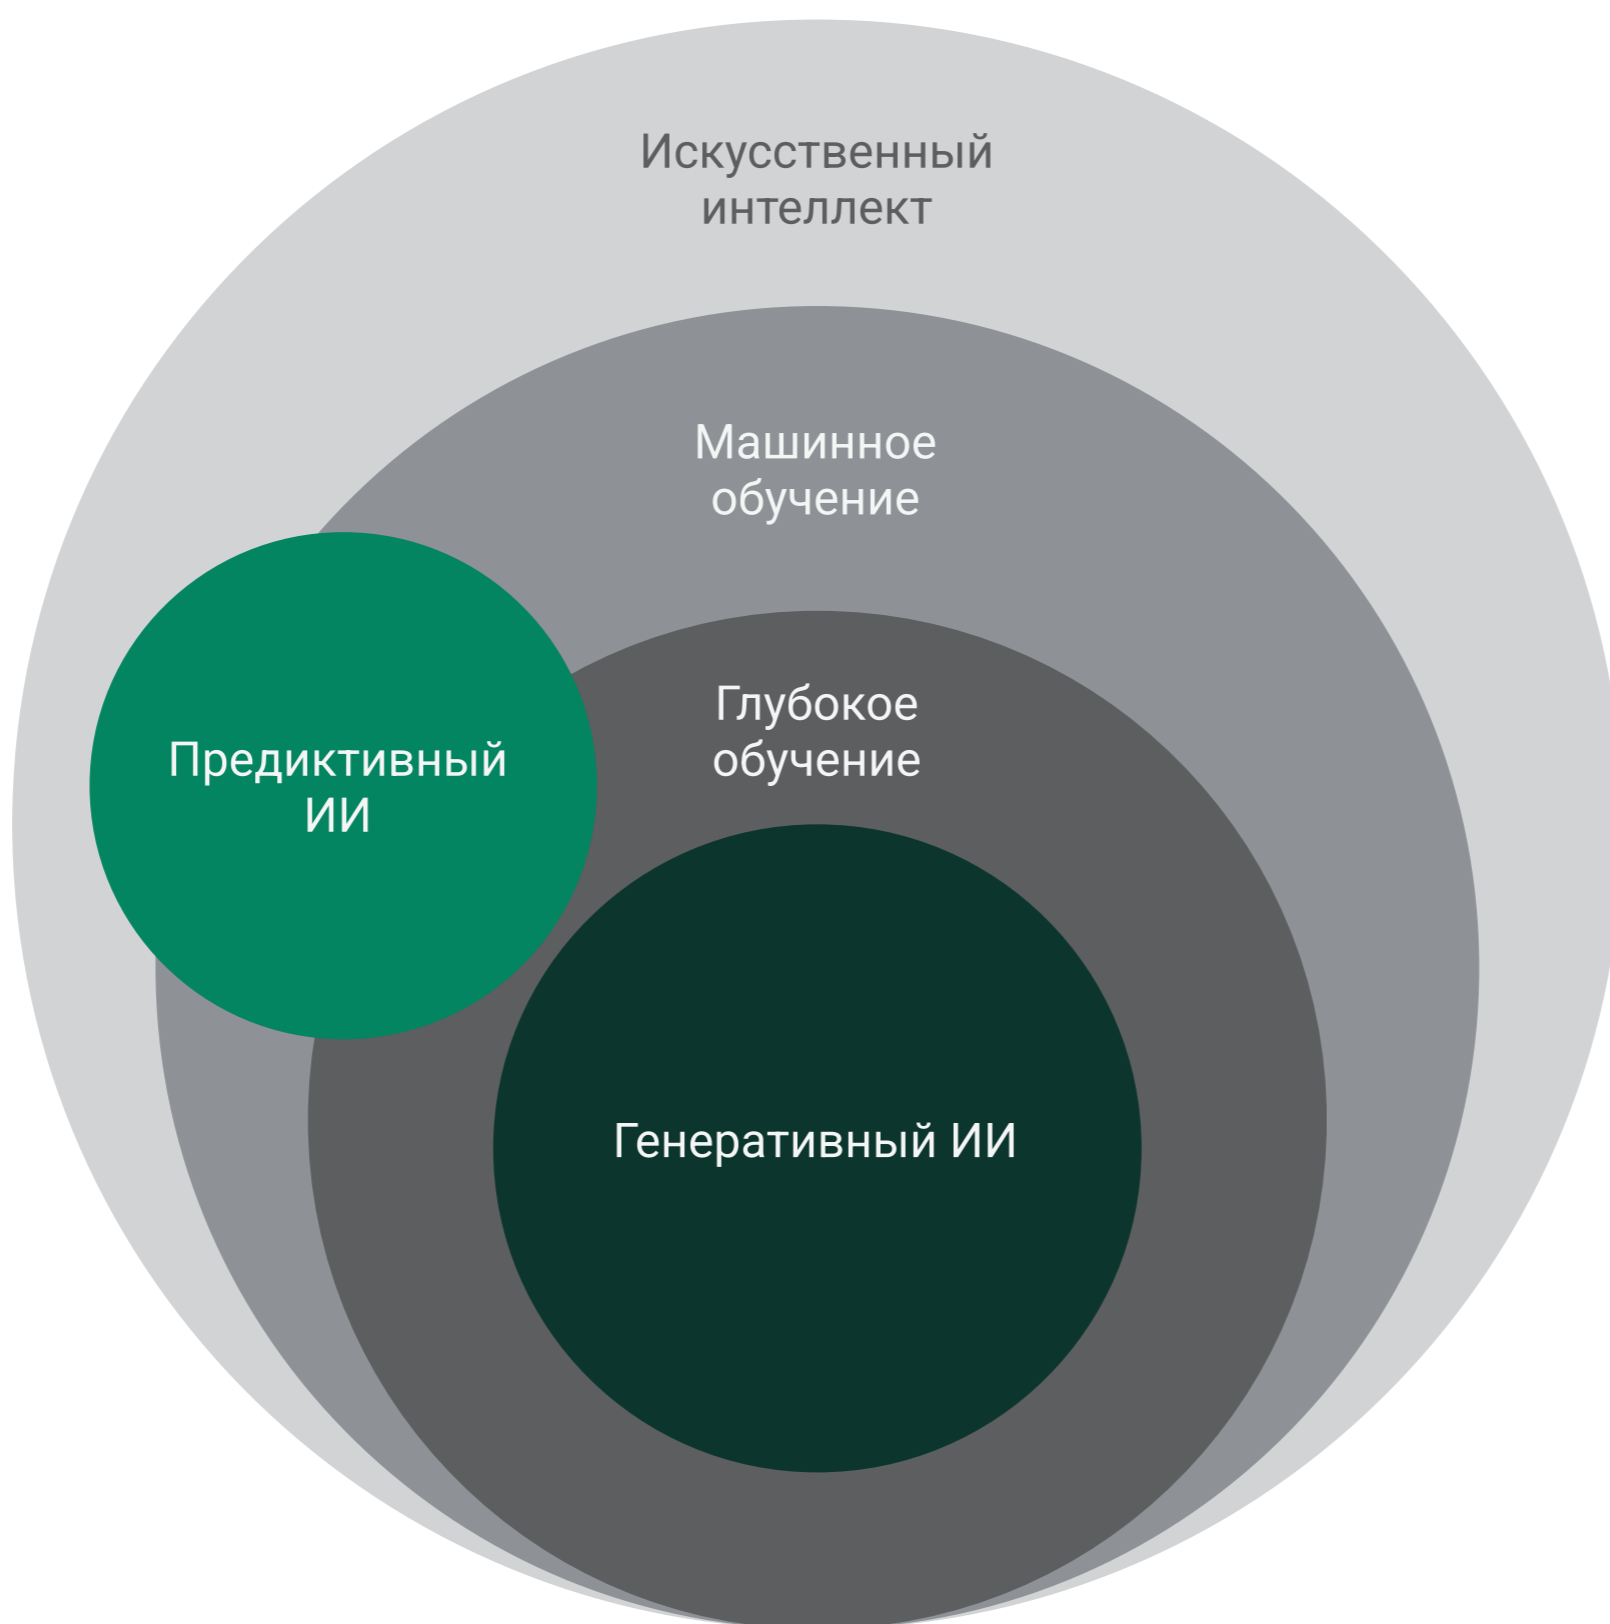 Искусственный
интеллект
Машинное
обучение
Глубокое
обучение
Предиктивный
ИИ
Генеративный ИИ